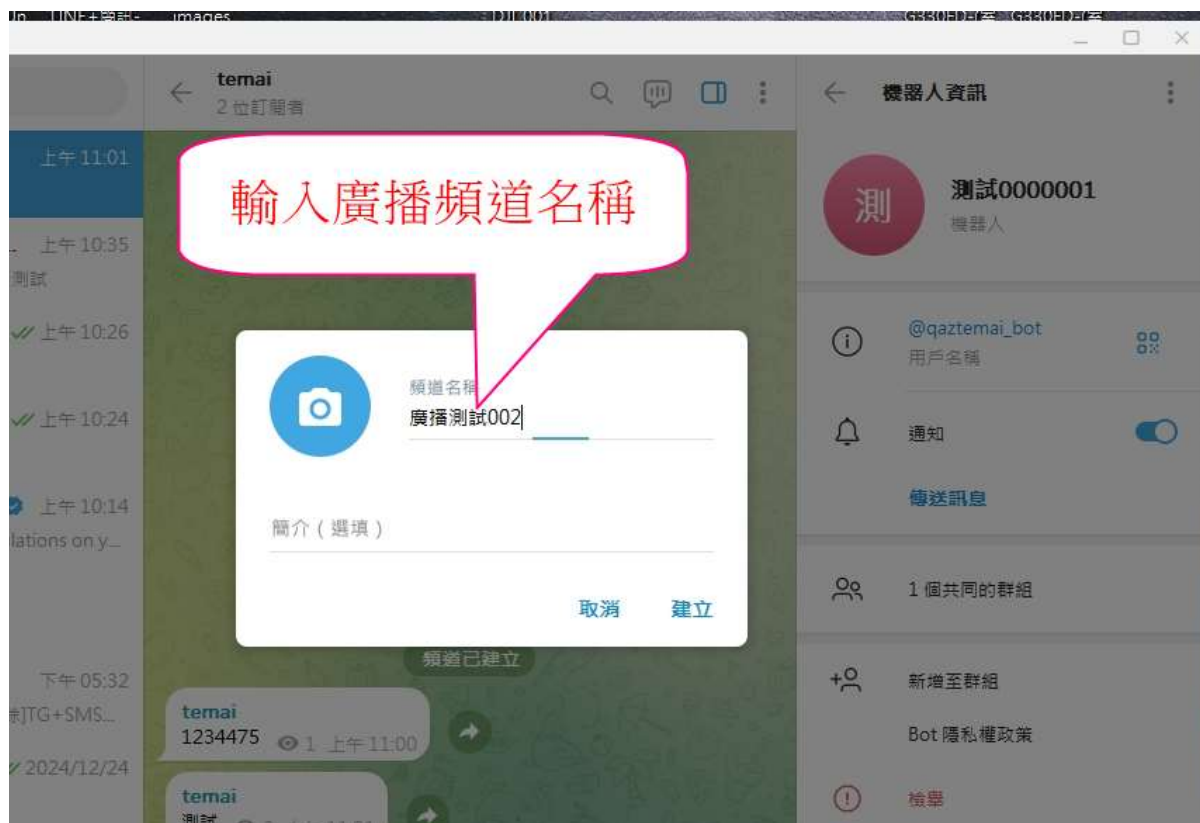 images
上午 11:01
上午 10:35
測試
上午 10:26
上午 10:24
上午 10:14
lations on y...
下午 05:32
]TG+SMS...
2024/12/24
temai
2 位訂閱者
輸入廣播頻道名稱
頻道名稱
廣播測試002
簡介（選填）
取消
建立
頻道已建立
temai
1234475
1 上午 11:00
temai
測試
機器人資訊
測
測試0000001
機器人
@qaztemai_bot
用戶名稱
通知
傳送訊息
1 個共同的群組
新增至群組
Bot 隱私權政策
檢舉